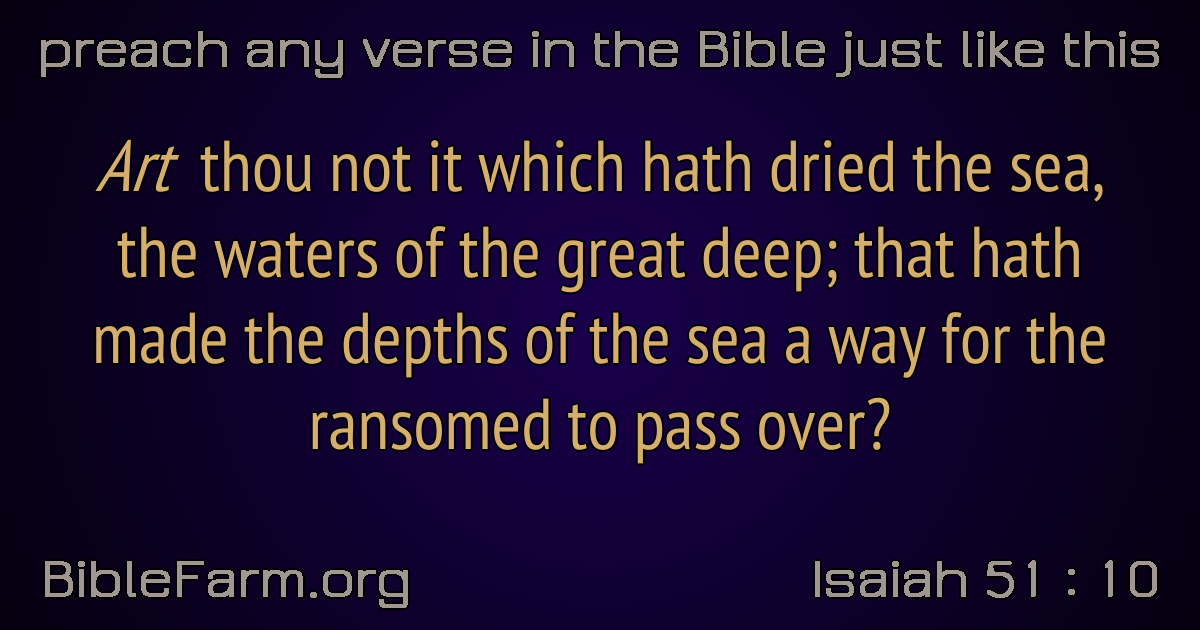 preach any verse in the Bible just like this
Art thou not it which hath dried the sea,
the waters of the great deep; that hath
made the depths of the sea a way for the
ransomed to pass over?
BibleFarm.org
Isaiah 51 : 10